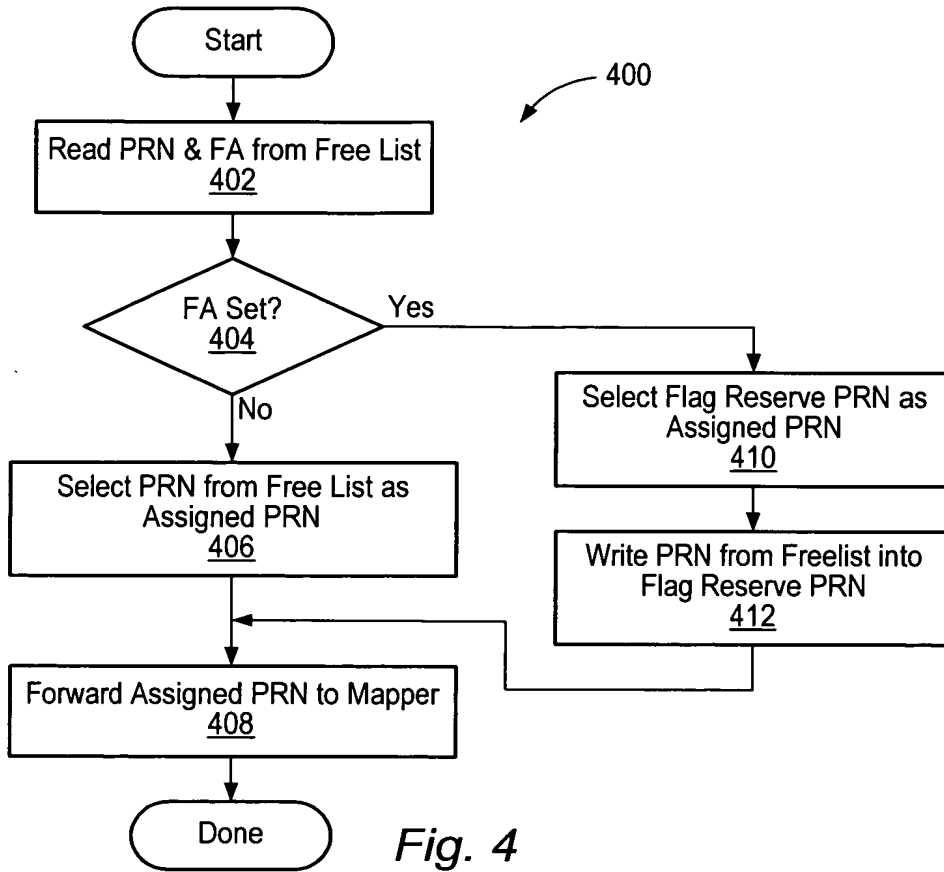 Start
400
Read PRN & FA from Free List
402
FA Set?
404
Yes
No
Select PRN from Free List as
Assigned PRN
406
Select Flag Reserve PRN as
Assigned PRN
410
Write PRN from Freelist into
Flag Reserve PRN
412
Forward Assigned PRN to Mapper
408
Done
Fig. 4